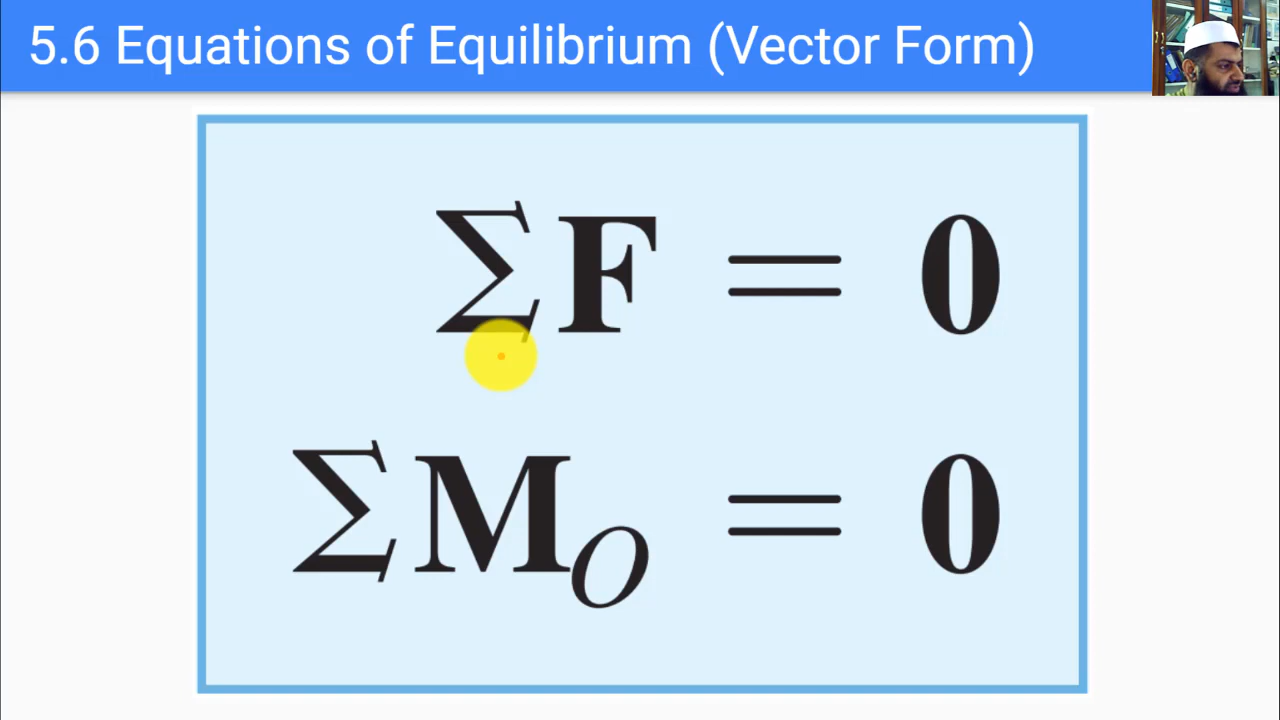 5.6 Equations of Equilibrium (Vector Form)
ΣF = 0
ΣM_O = 0